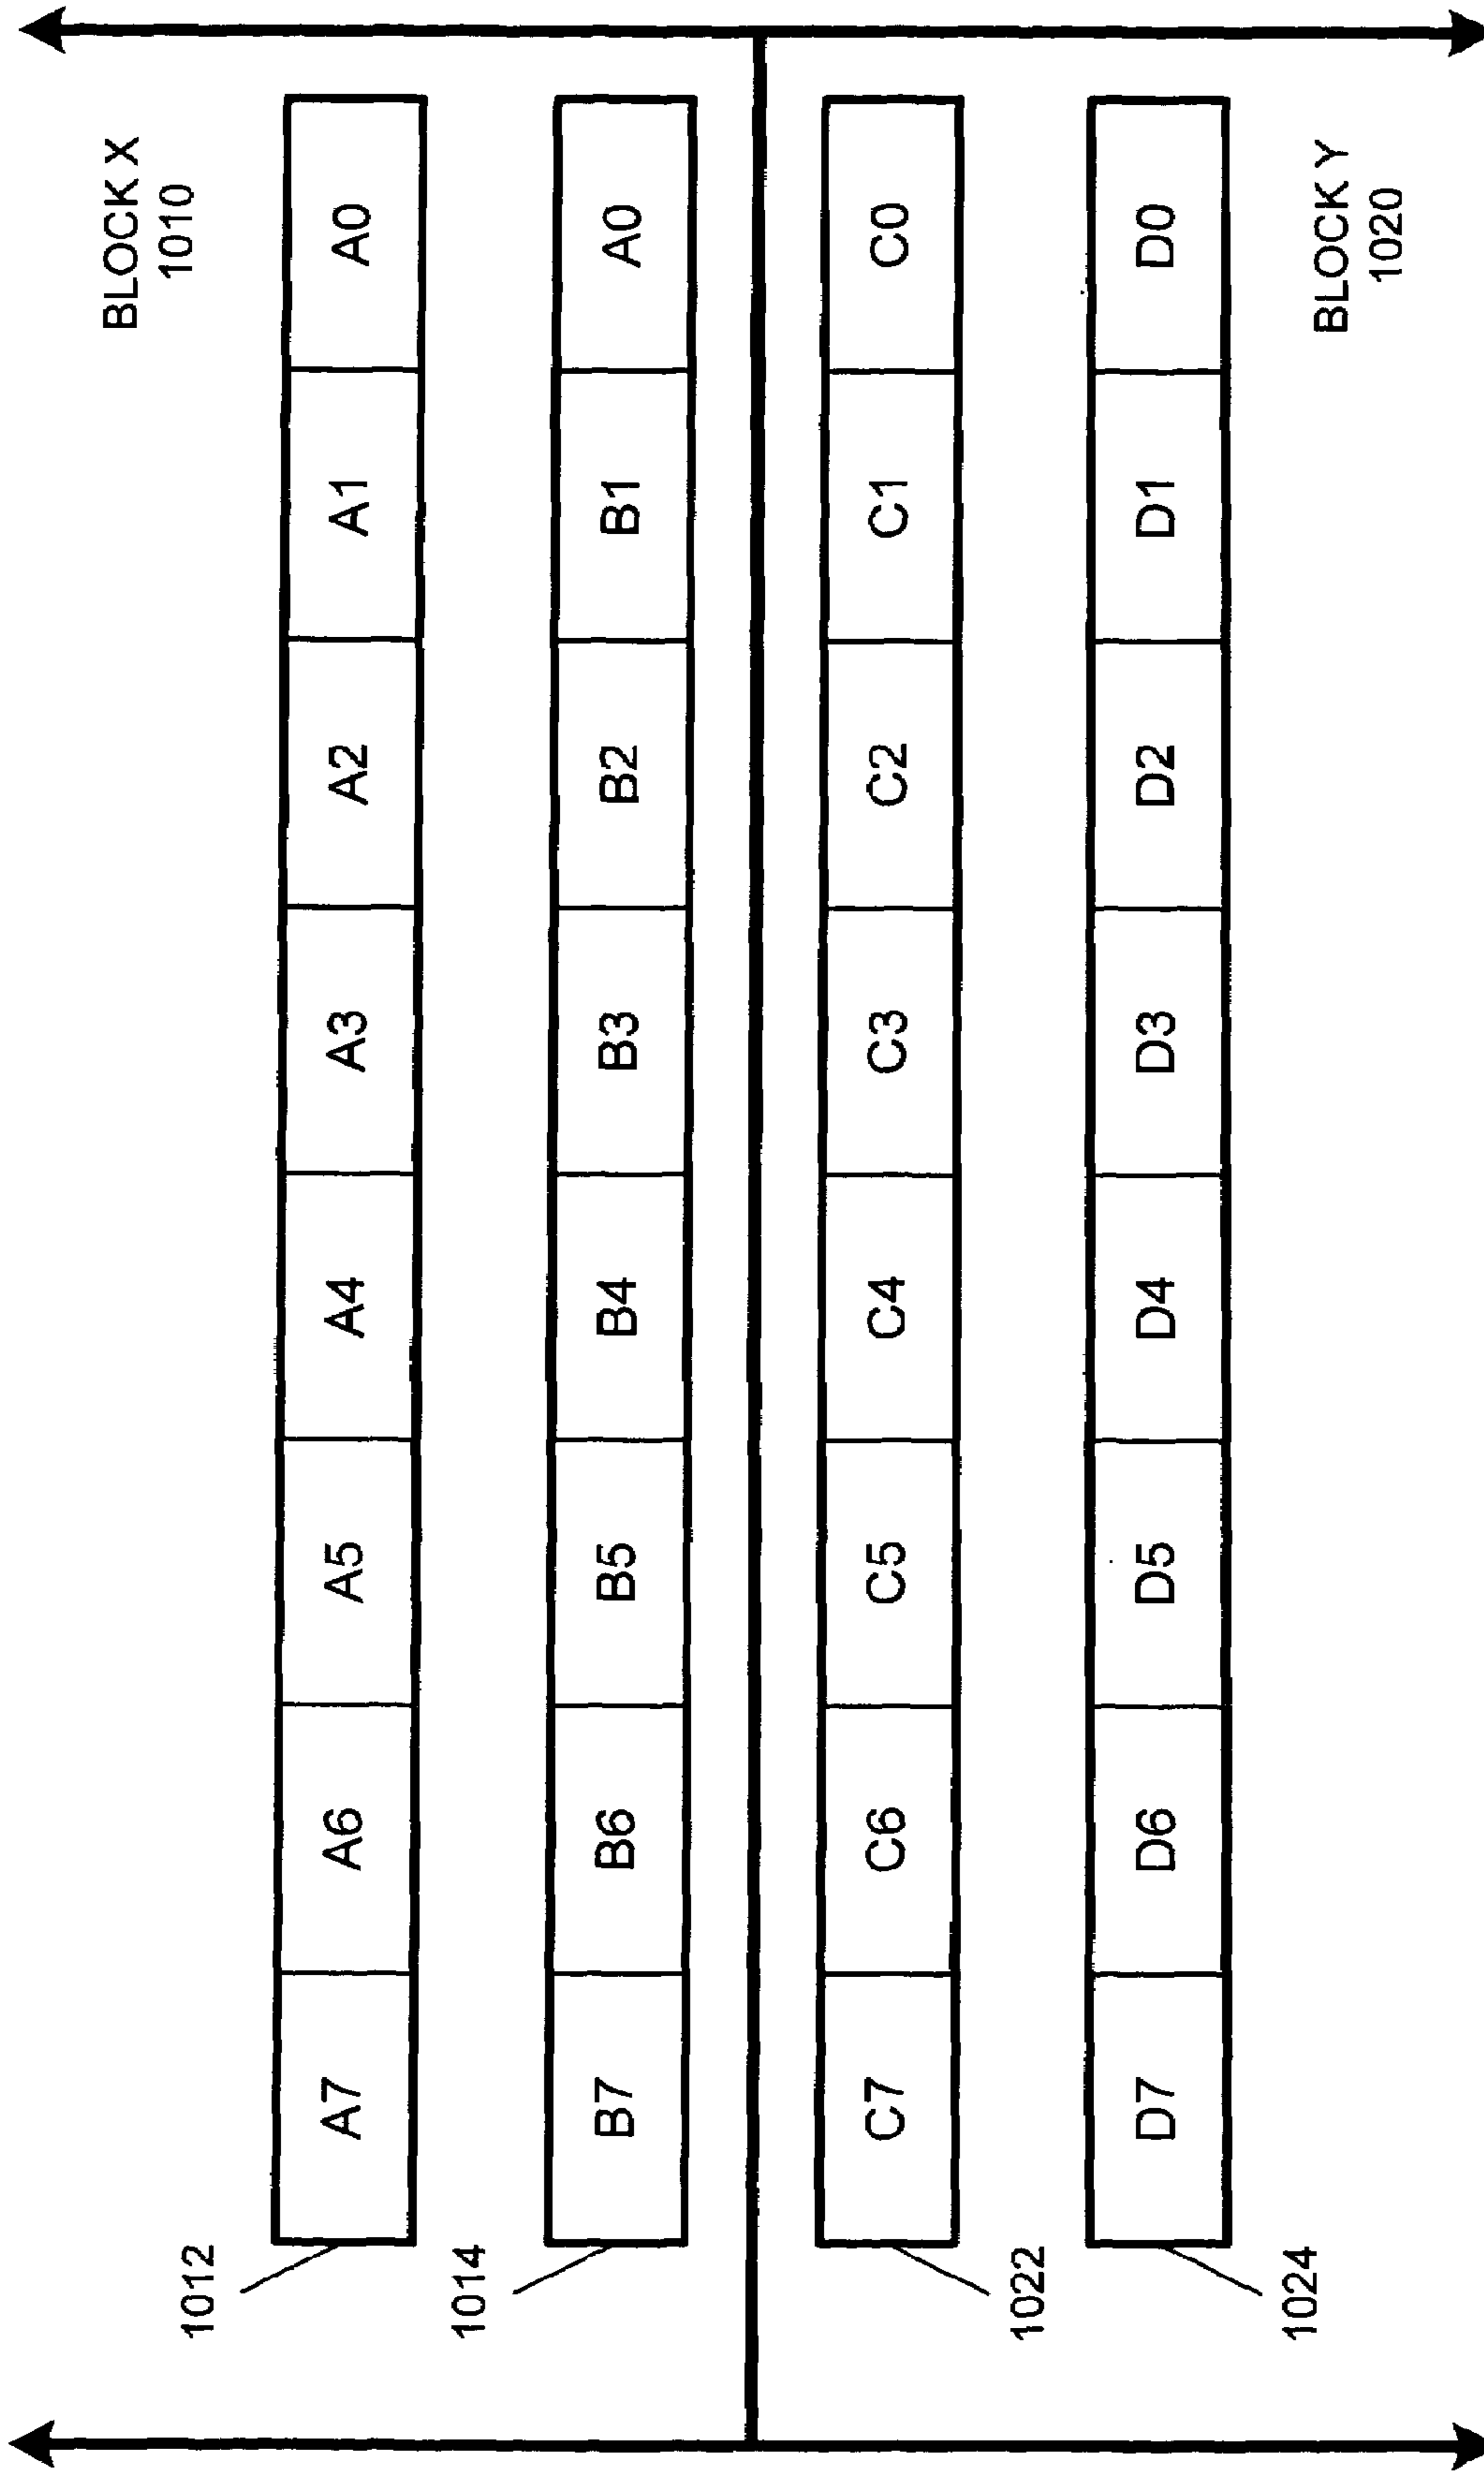 BLOCK X
1010
1012
A7 A6 A5 A4 A3 A2 A1 A0
1014
B7 B6 B5 B4 B3 B2 B1 A0
C7 C6 C5 C4 C3 C2 C1 C0
1022
D7 D6 D5 D4 D3 D2 D1 D0
1024
BLOCK Y
1020